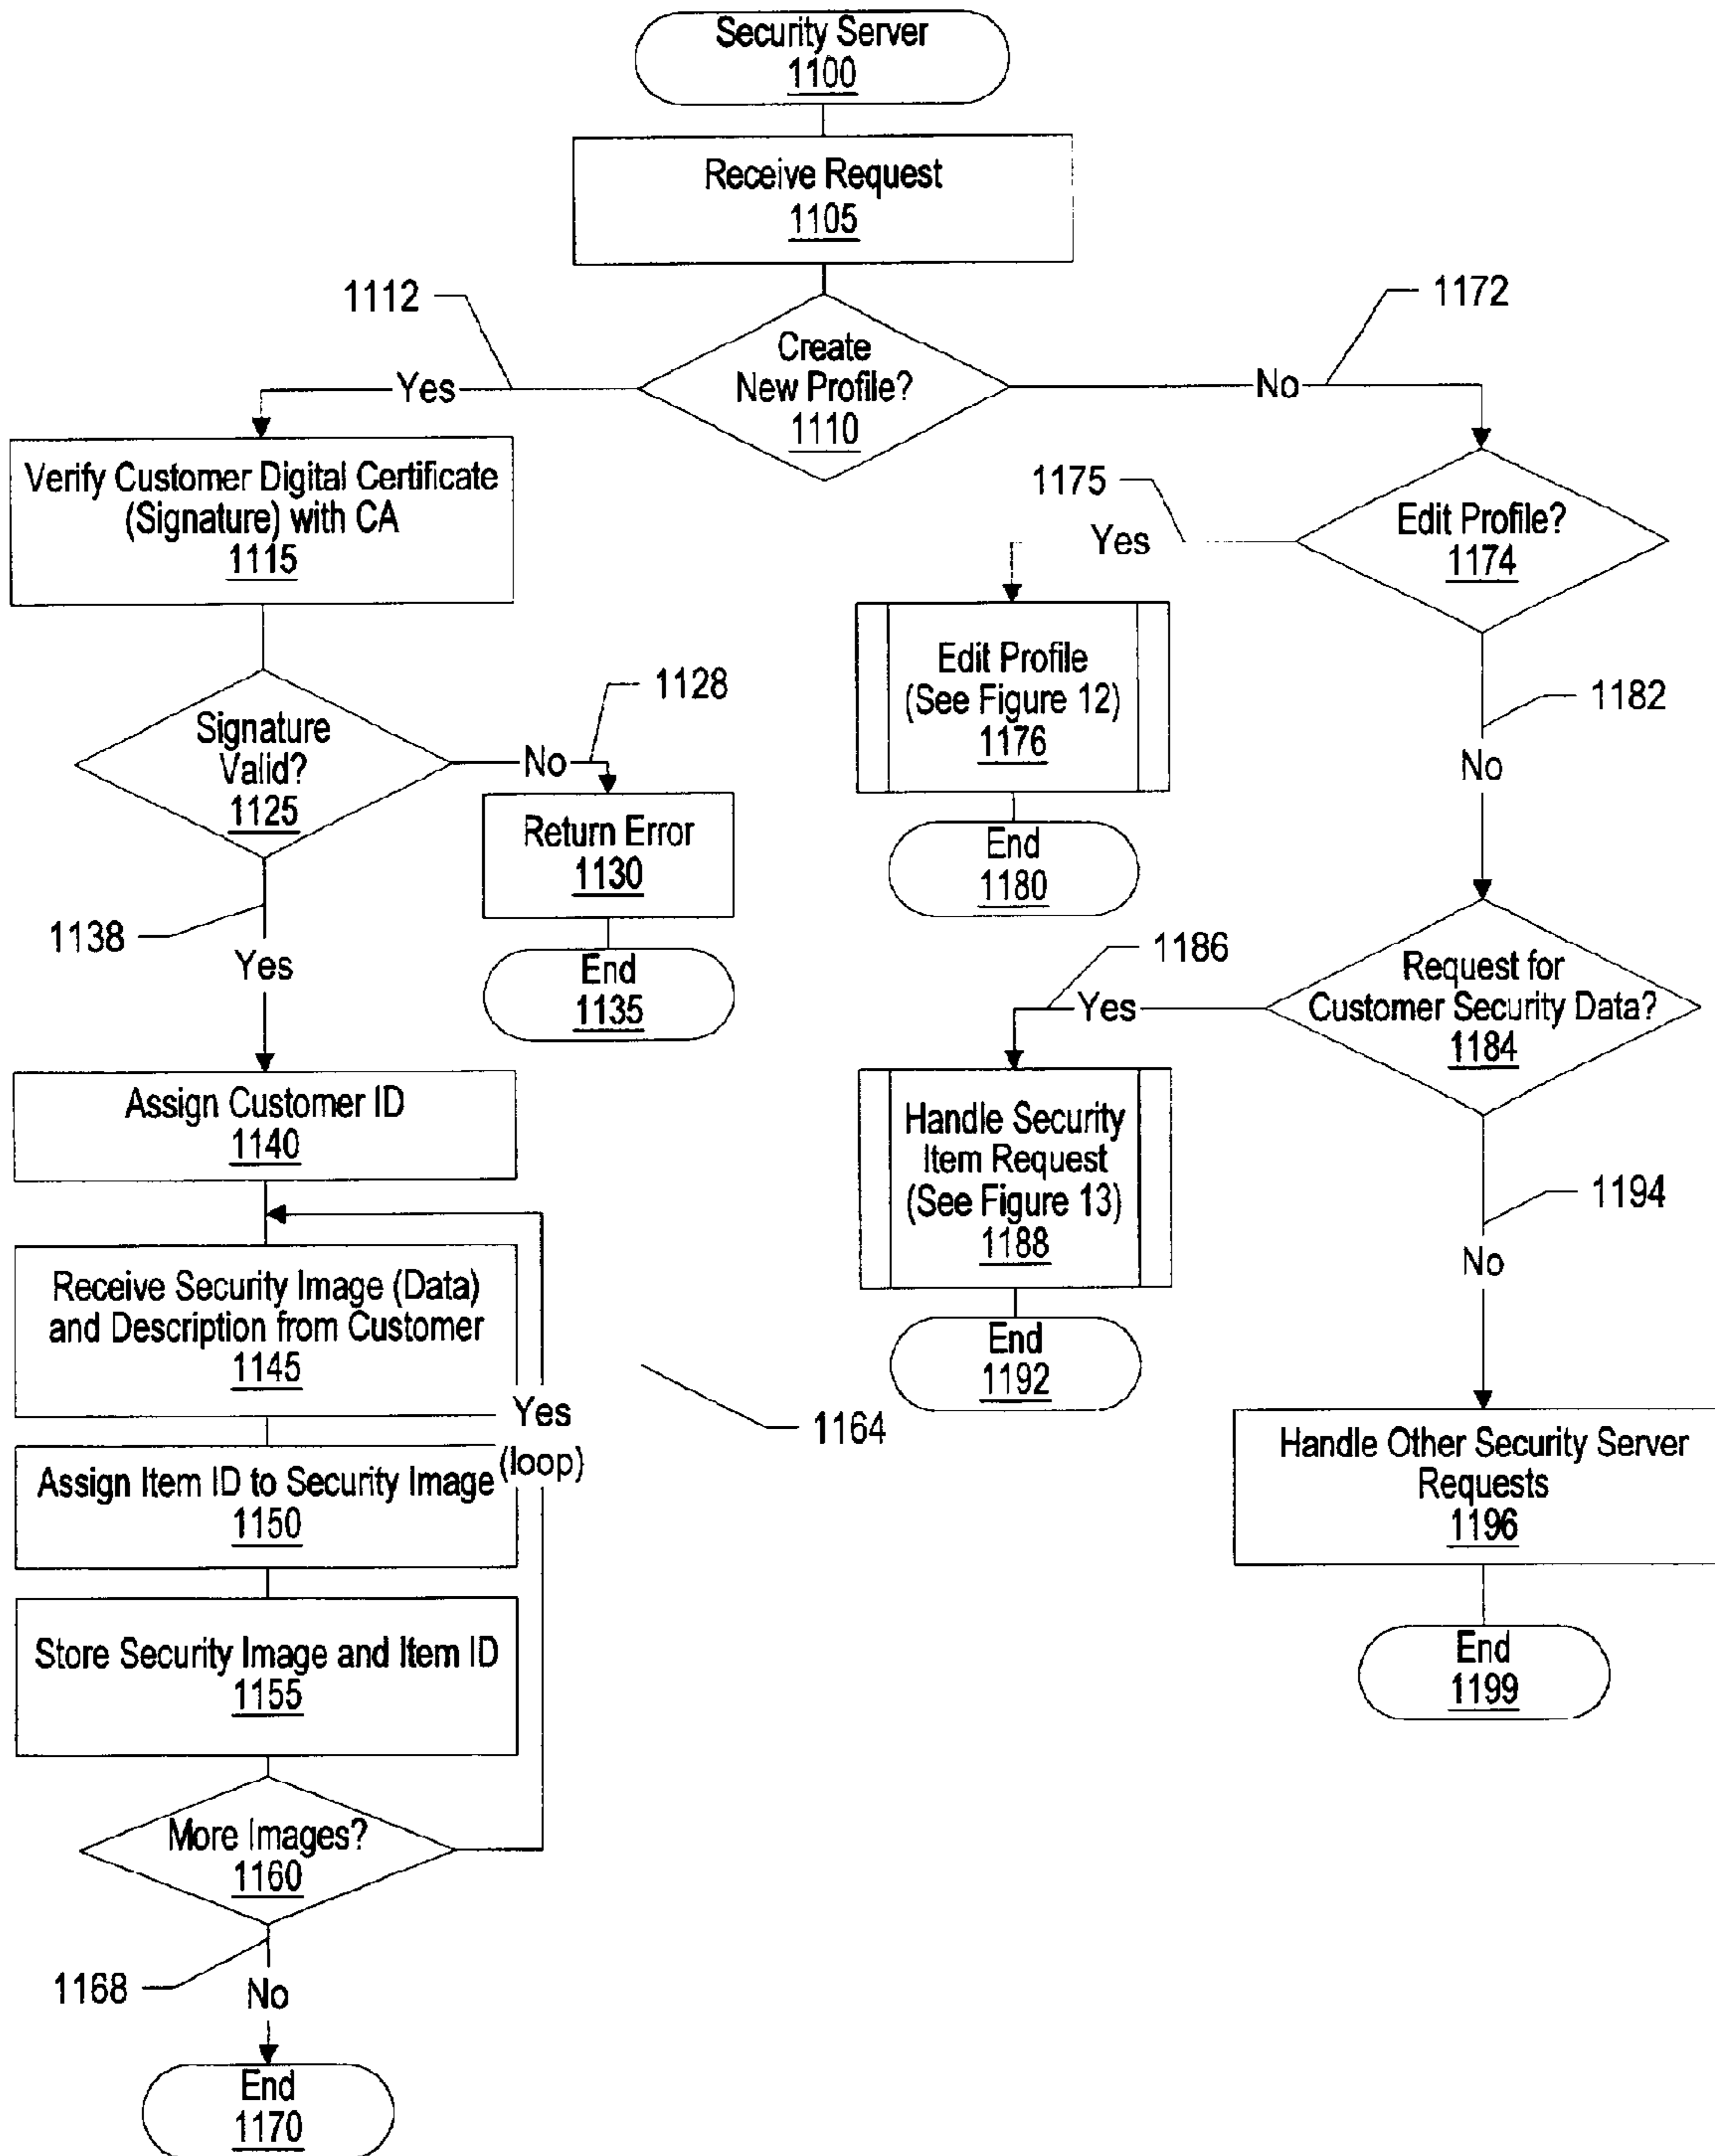 Security Server
1100
Receive Request
1105
1112
1172
Create
New Profile?
1110
Yes
No
Verify Customer Digital Certificate
(Signature) with CA
1115
1175
Yes
Edit Profile?
1174
Edit Profile
(See Figure 12)
1176
1182
No
End
1180
Signature
Valid?
1125
1128
No
Return Error
1130
End
1135
1138
Yes
1186
Yes
Request for
Customer Security Data?
1184
Handle Security
Item Request
(See Figure 13)
1188
End
1192
1194
No
Handle Other Security Server
Requests
1196
End
1199
Assign Customer ID
1140
Receive Security Image (Data)
and Description from Customer
1145
Yes
(loop)
1164
Assign Item ID to Security Image
1150
Store Security Image and Item ID
1155
More Images?
1160
1168
No
End
1170